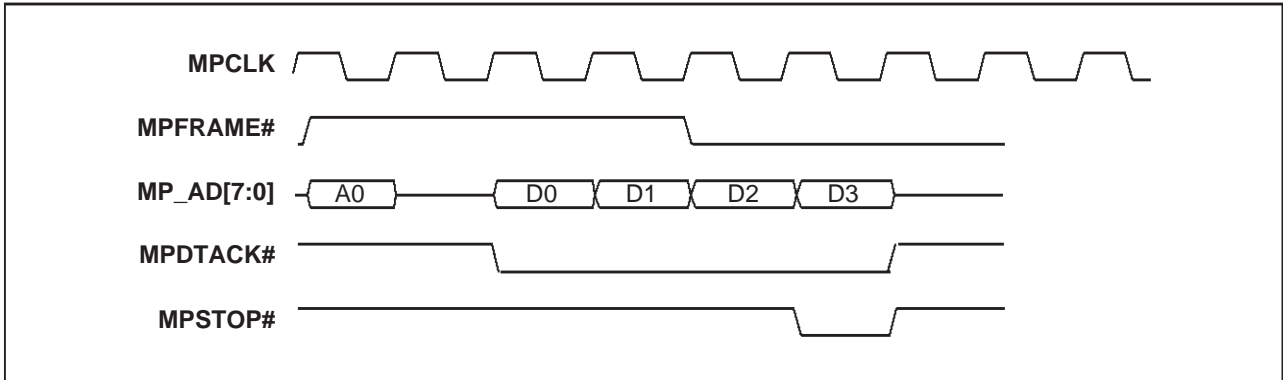 MPCLK
MPFRAME#
MP_AD[7:0] A0 D0 D1 D2 D3
MPDTACK#
MPSTOP#